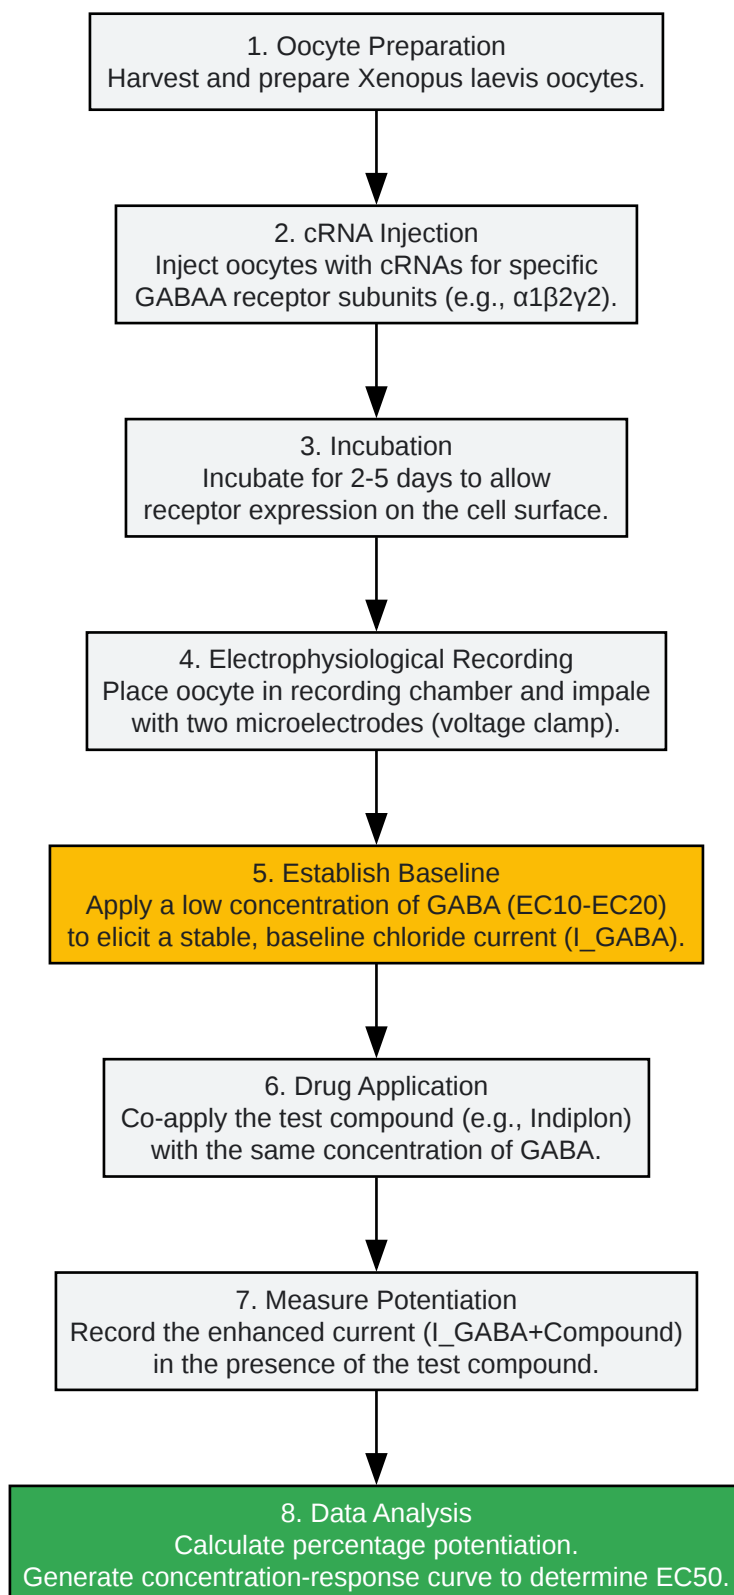 1. Oocyte Preparation
Harvest and prepare Xenopus laevis oocytes.
2. cRNA Injection
Inject oocytes with cRNAs for specific
GABAA receptor subunits (e.g., α1β2γ2).
3. Incubation
Incubate for 2-5 days to allow
receptor expression on the cell surface.
4. Electrophysiological Recording
Place oocyte in recording chamber and impale
with two microelectrodes (voltage clamp).
5. Establish Baseline
Apply a low concentration of GABA (EC10-EC20)
to elicit a stable, baseline chloride current (I_GABA).
6. Drug Application
Co-apply the test compound (e.g., Indiplon)
with the same concentration of GABA.
7. Measure Potentiation
Record the enhanced current (I_GABA+Compound)
in the presence of the test compound.
8. Data Analysis
Calculate percentage potentiation.
Generate concentration-response curve to determine EC50.